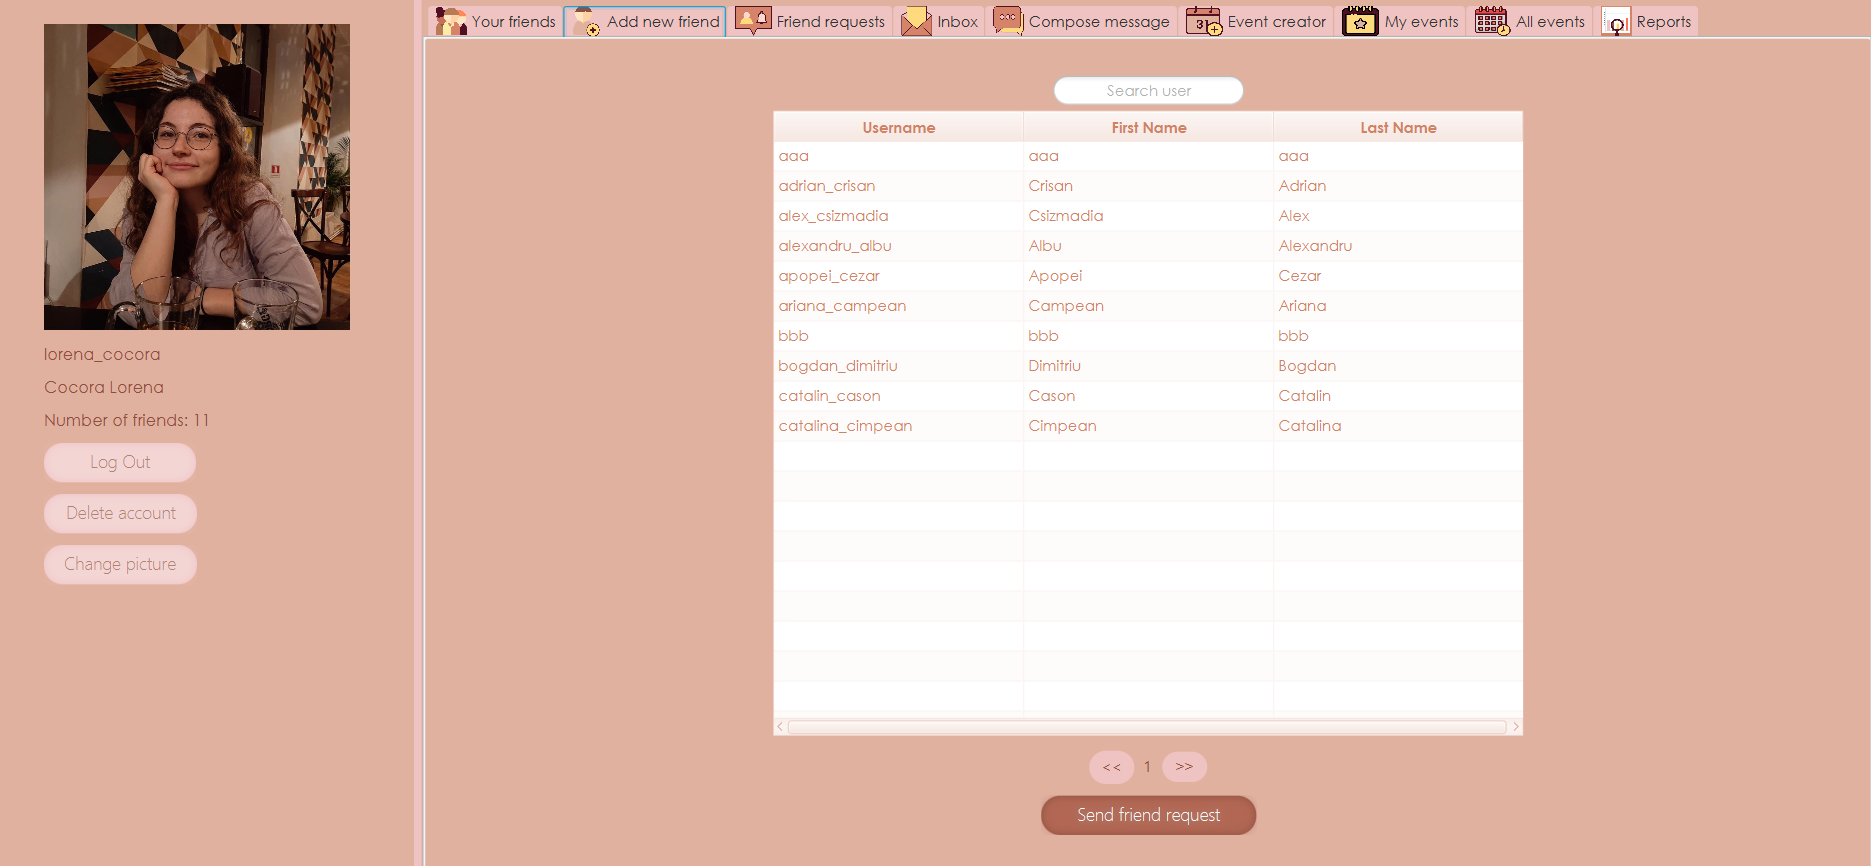 Your friends
Add new friend
Friend requests
Inbox
Compose message
31
Event creator
My events
All events
Reports
lorena_cocora
Cocora Lorena
Number of friends: 11
Log Out
Delete account
Change picture
Search user
Username First Name Last Name
aaa aaa aaa
adrian_crisan Crisan Adrian
alex_csizmadia Csizmadia Alex
alexandru_albu Albu Alexandru
apopei_cezar Apopei Cezar
ariana_campean Campean Ariana
bbb bbb bbb
bogdan_dimitriu Dimitriu Bogdan
catalin_cason Cason Catalin
catalina_cimpean Cimpean Catalina
<< 1 >>
Send friend request